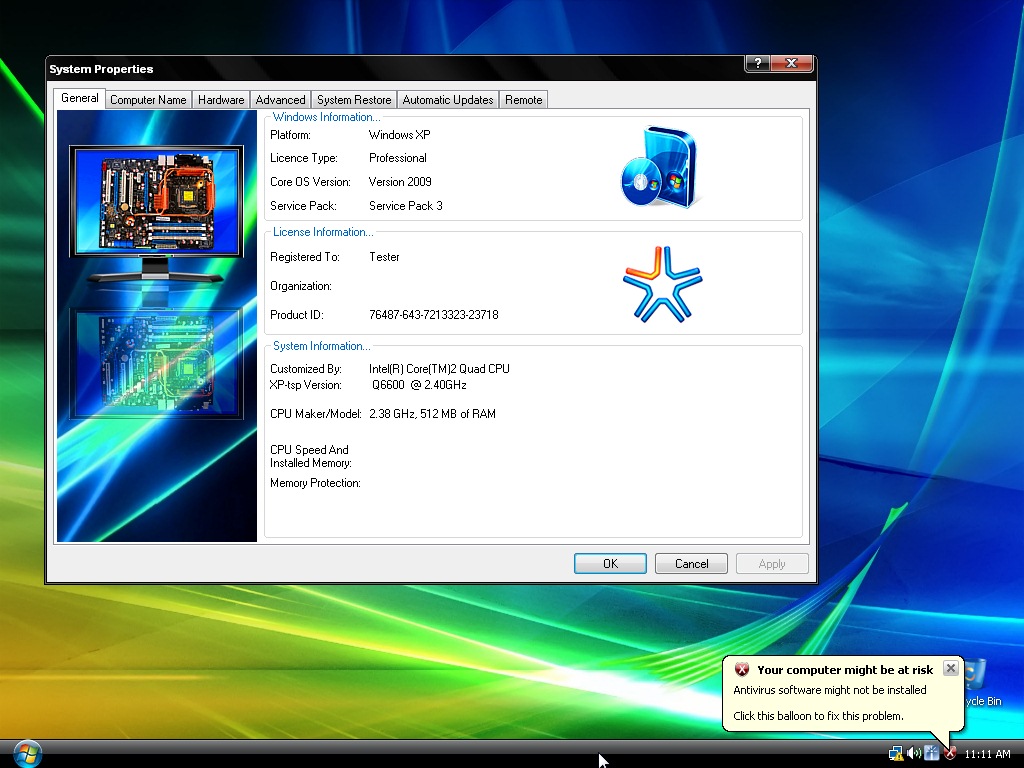 System Properties
?
General
Computer Name
Hardware
Advanced
System Restore
Automatic Updates
Remote
Windows Information...
Platform: Windows XP
Licence Type: Professional
Core OS Version: Version 2009
Service Pack: Service Pack 3
License Information...
Registered To: Tester
Organization:
Product ID: 76487-643-7213323-23718
System Information...
Customized By: Intel(R) Core(TM)2 Quad CPU
XP-tsp Version: Q6600 @ 2.40GHz
CPU Maker/Model: 2.38 GHz, 512 MB of RAM
CPU Speed And
Installed Memory:
Memory Protection:
OK
Cancel
Apply
Your computer might be at risk
Antivirus software might not be installed
Click this balloon to fix this problem.
ycle Bin
11:11 AM